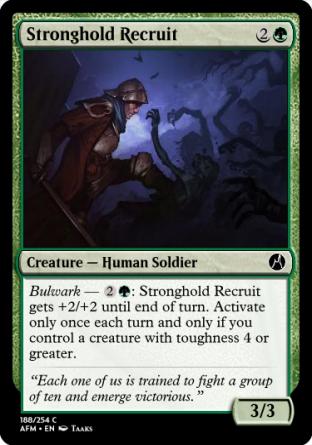 Stronghold Recruit 2
Creature — Human Soldier
Bulwark — 2 : Stronghold Recruit
gets +2/+2 until end of turn. Activate
only once each turn and only if you
control a creature with toughness 4 or
greater.
“Each one of us is trained to fight a group
of ten and emerge victorious.”
3/3
188/254 C
AFM • EN Taaks